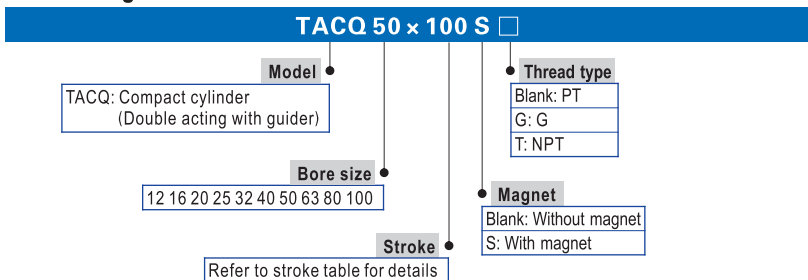 TACQ 50 × 100 S □
Model
Thread type
TACQ: Compact cylinder
(Double acting with guider)
Blank: PT
G: G
T: NPT
Bore size
12 16 20 25 32 40 50 63 80 100
Magnet
Blank: Without magnet
S: With magnet
Stroke
Refer to stroke table for details